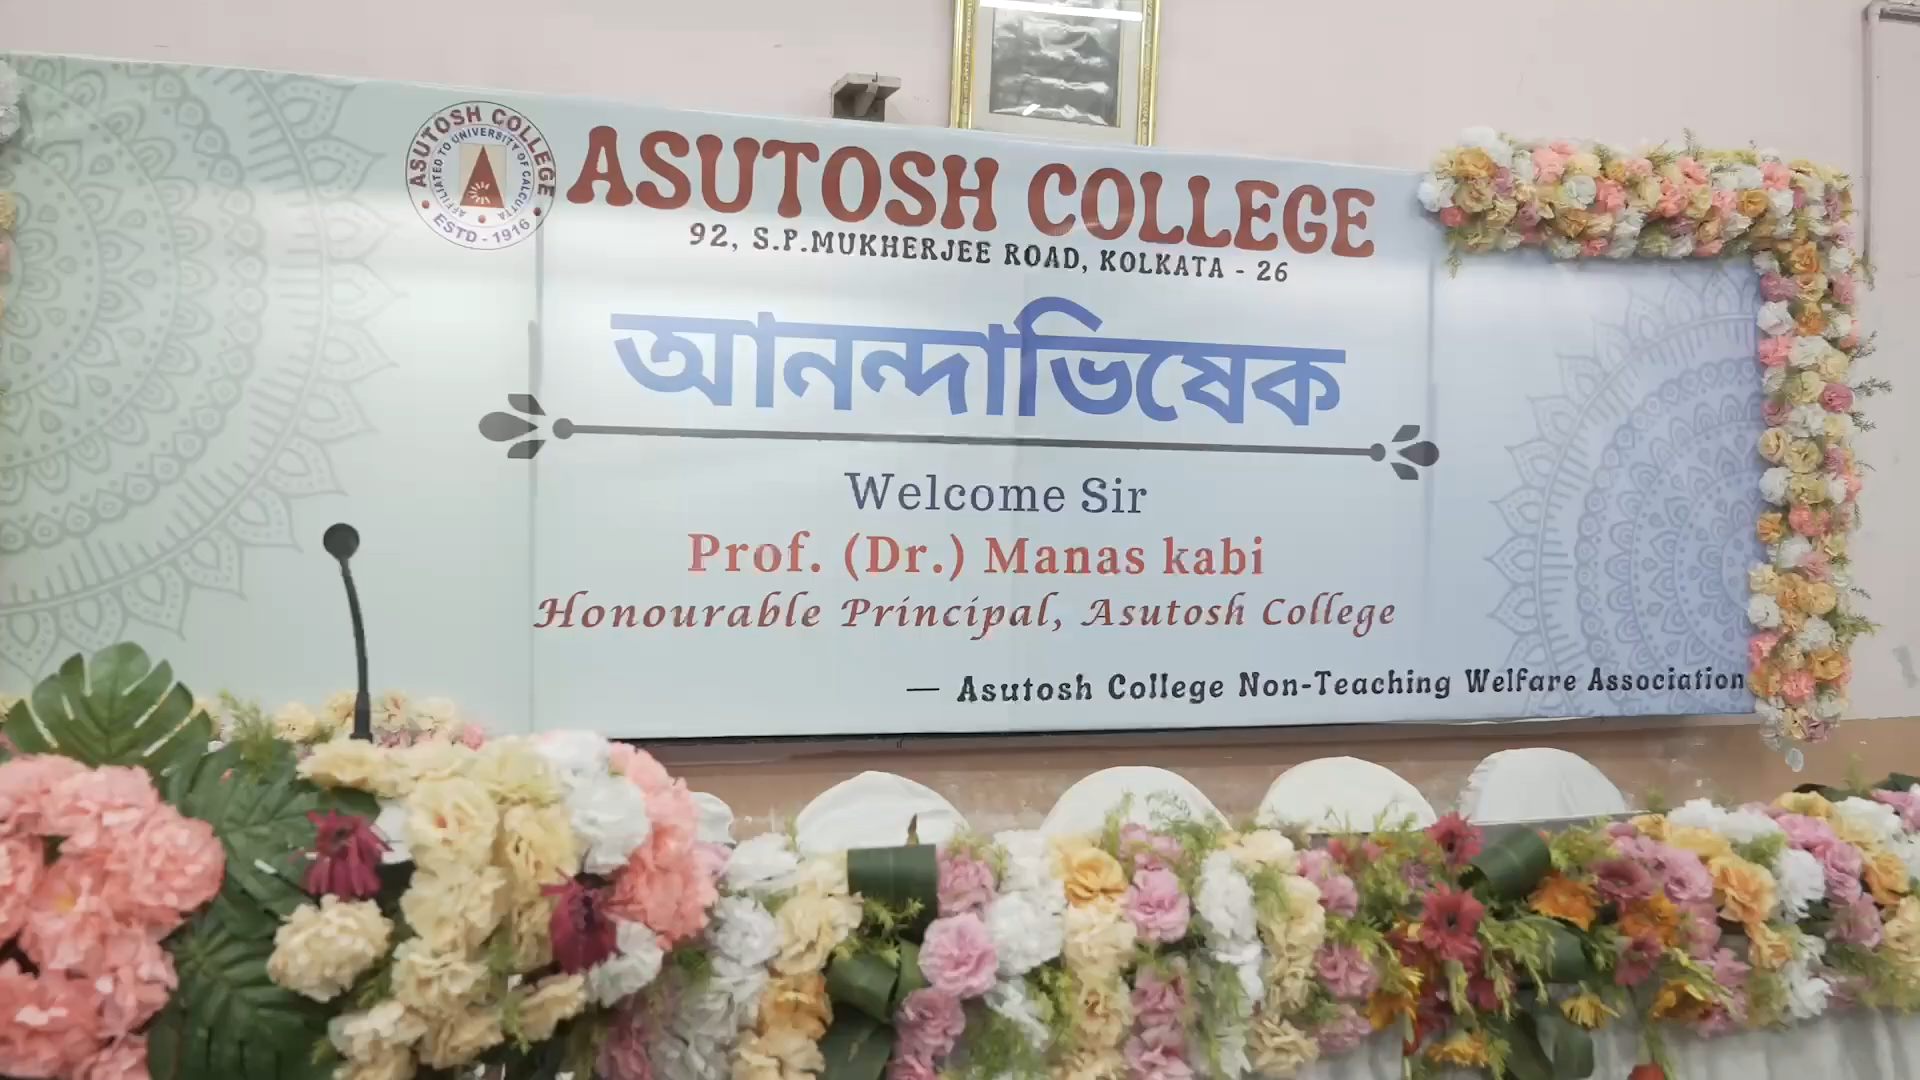 ASUTOSH COLLEGE
AFFILIATED TO UNIVERSITY OF CALCUTTA
ESTD - 1916
ASUTOSH COLLEGE
92, S.P.MUKHERJEE ROAD, KOLKATA - 26
আনন্দাভিষেক
Welcome Sir
Prof. (Dr.) Manas kabi
Honourable Principal, Asutosh College
— Asutosh College Non-Teaching Welfare Association